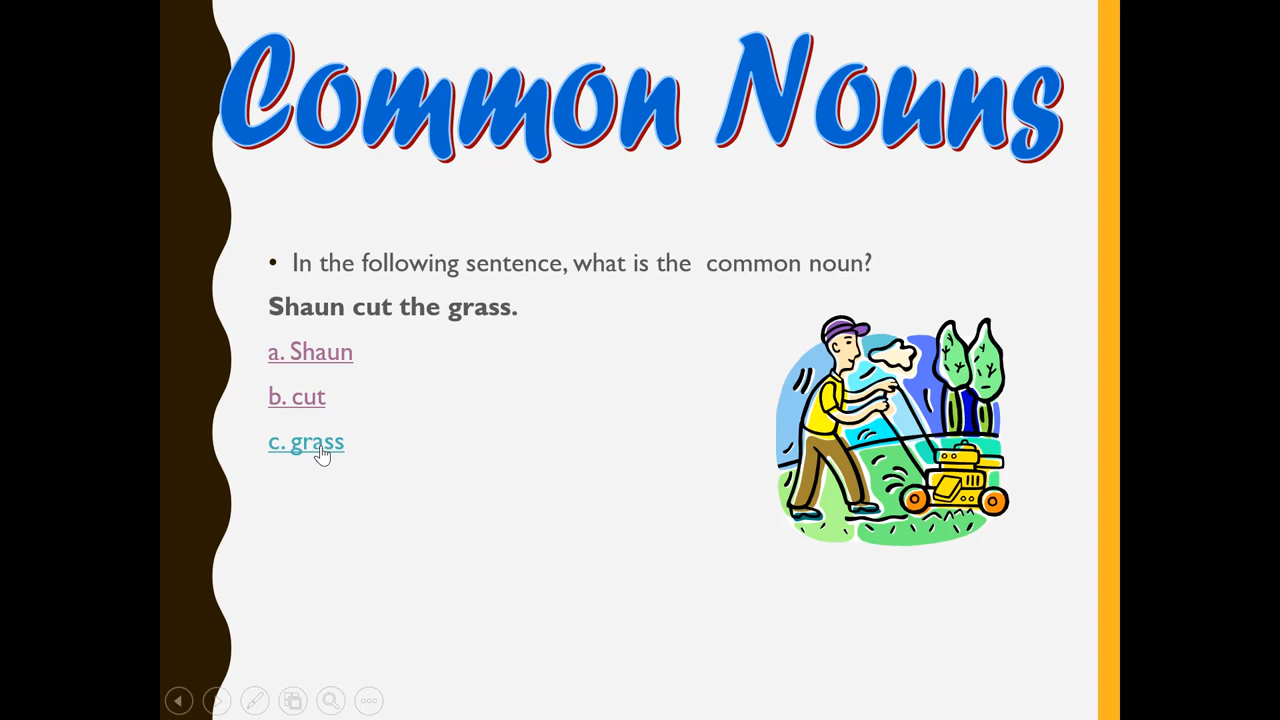 Common Nouns
• In the following sentence, what is the  common noun?
Shaun cut the grass.
a. Shaun
b. cut
c. grass